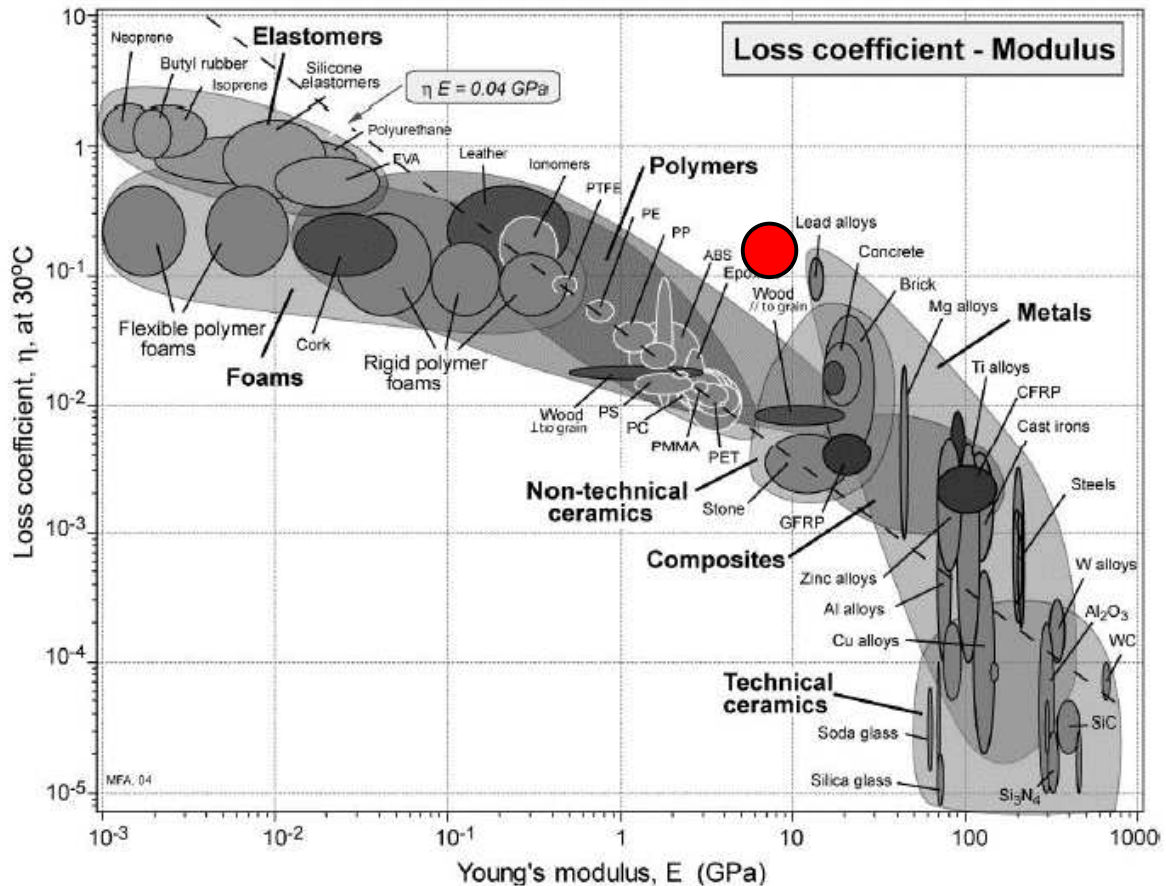 Loss coefficient - Modulus
10
1
10-1
10-2
10-3
10-4
10-5
Loss coefficient, η, at 30°C
Neoprene
Butyl rubber
Isoprene
Elastomers
Silicone
elastomers
η E = 0.04 GPa
Polyurethane
EVA
Leather
Ionomers
PTFE
Polymers
PE
PP
ABS
Lead alloys
Concrete
Brick
Wood
// to grain
Mg alloys
Metals
Ti alloys
CFRP
Cast irons
Steels
W alloys
Al2O3
WC
Flexible polymer
foams
Foams
Cork
Rigid polymer
foams
Wood
⊥to grain
PS
PC
PMMA
PET
Non-technical
ceramics
Stone
GFRP
Composites
Zinc alloys
Al alloys
Cu alloys
Technical
ceramics
Soda glass
Silica glass
SiC
Si3N4
MFA, 04
10-3
10-2
10-1
1
10
100
1000
Young's modulus, E (GPa)